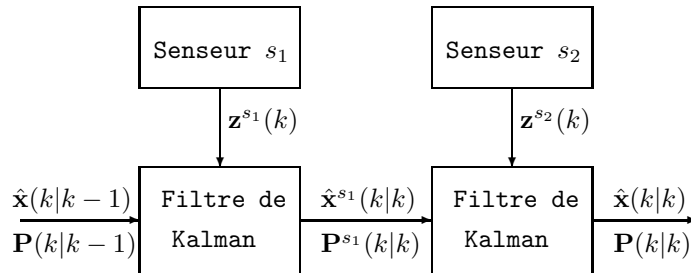 Senseur s₁ Senseur s₂
𝐳^{s₁}(k) 𝐳^{s₂}(k)
𝐱̂(k|k − 1) Filtre de 𝐱̂^{s₁}(k|k) Filtre de 𝐱̂(k|k)
𝐏(k|k − 1) Kalman 𝐏^{s₁}(k|k) Kalman 𝐏(k|k)